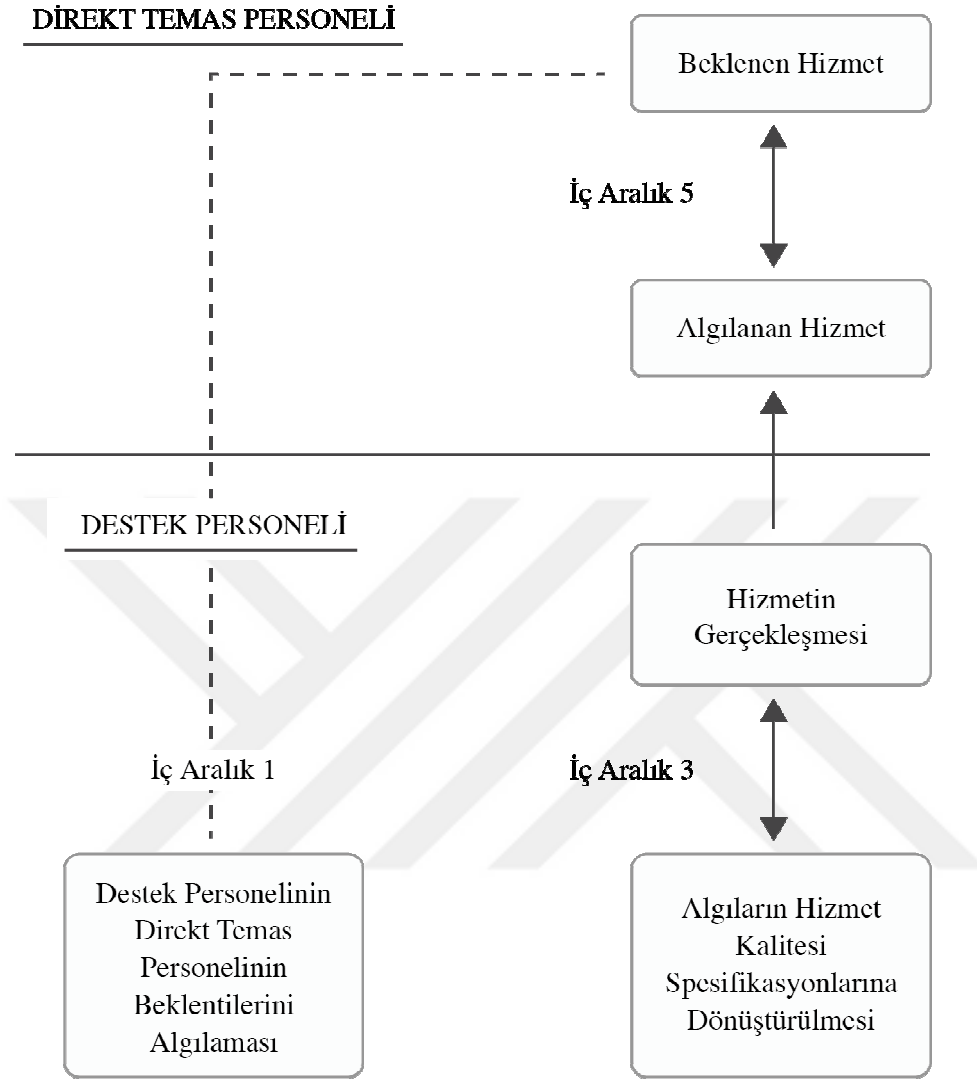 DİREKT TEMAS PERSONELİ
Beklenen Hizmet
İç Aralık 5
Algılanan Hizmet
DESTEK PERSONELİ
Hizmetin
Gerçekleşmesi
İç Aralık 1
İç Aralık 3
Destek Personelinin
Direkt Temas
Personelinin
Beklentilerini
Algılaması
Algıların Hizmet
Kalitesi
Spesifikasyonlarına
Dönüştürülmesi